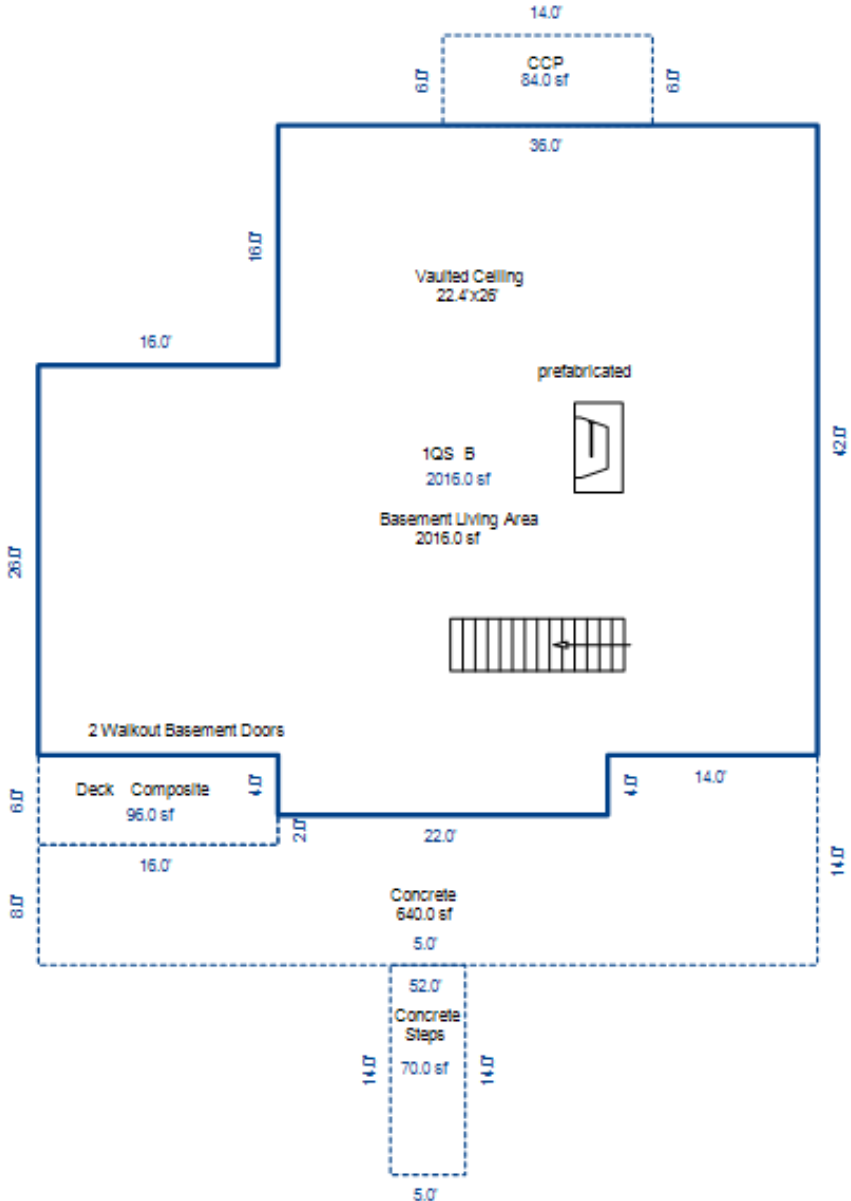 14.0'
CCP
6.0'
84.0 sf
6.0'
36.0'
16.0'
Vaulted Ceiling
22.4'x26'
16.0'
prefabricated
42.0'
1QS B
2016.0 sf
Basement Living Area
2016.0 sf
26.0'
2 Walkout Basement Doors
6.0'
Deck Composite
96.0 sf
4.0'
4.0'
14.0'
2.0'
22.0'
16.0'
14.0'
8.0'
Concrete
640.0 sf
5.0'
52.0'
Concrete
Steps
14.0'
70.0 sf
14.0'
5.0'